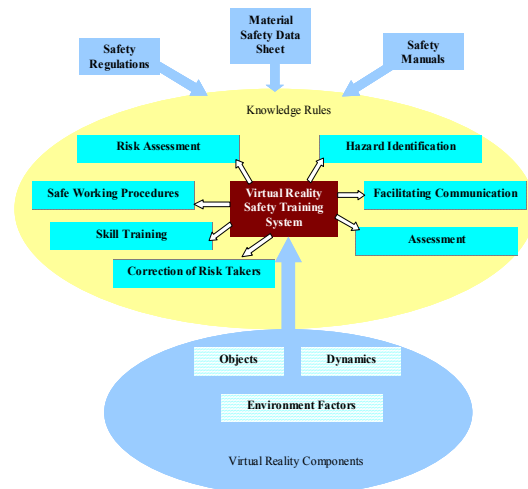 Material
Safety Data
Sheet
Safety
Regulations
Safety
Manuals
Knowledge Rules
Risk Assessment
Hazard Identification
Safe Working Procedures
Virtual Reality
Safety Training
System
Facilitating Communication
Skill Training
Assessment
Correction of Risk Takers
Objects
Dynamics
Environment Factors
Virtual Reality Components